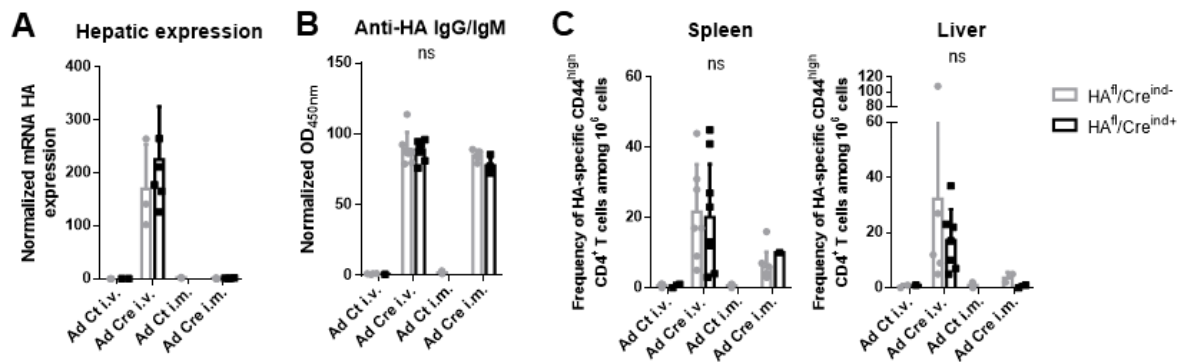 A
Hepatic expression
Normalized mRNA HA
expression
400
300
200
100
0
Ad Ct i.v.
Ad Cre i.v.
Ad Ct i.m.
Ad Cre i.m.
B
Anti-HA IgG/IgM
ns
Normalized OD450nm
150
100
50
0
Ad Ct i.v.
Ad Cre i.v.
Ad Ct i.m.
Ad Cre i.m.
C
Spleen
ns
Frequency of HA-specific CD44high
CD4+ T cells among 10^6 cells
60
40
20
0
Ad Ct i.v.
Ad Cre i.v.
Ad Ct i.m.
Ad Cre i.m.
Liver
ns
Frequency of HA-specific CD44high
CD4+ T cells among 10^6 cells
120
100
80
60
40
20
0
Ad Ct i.v.
Ad Cre i.v.
Ad Ct i.m.
Ad Cre i.m.
HAfl/Creind-
HAfl/Creind+